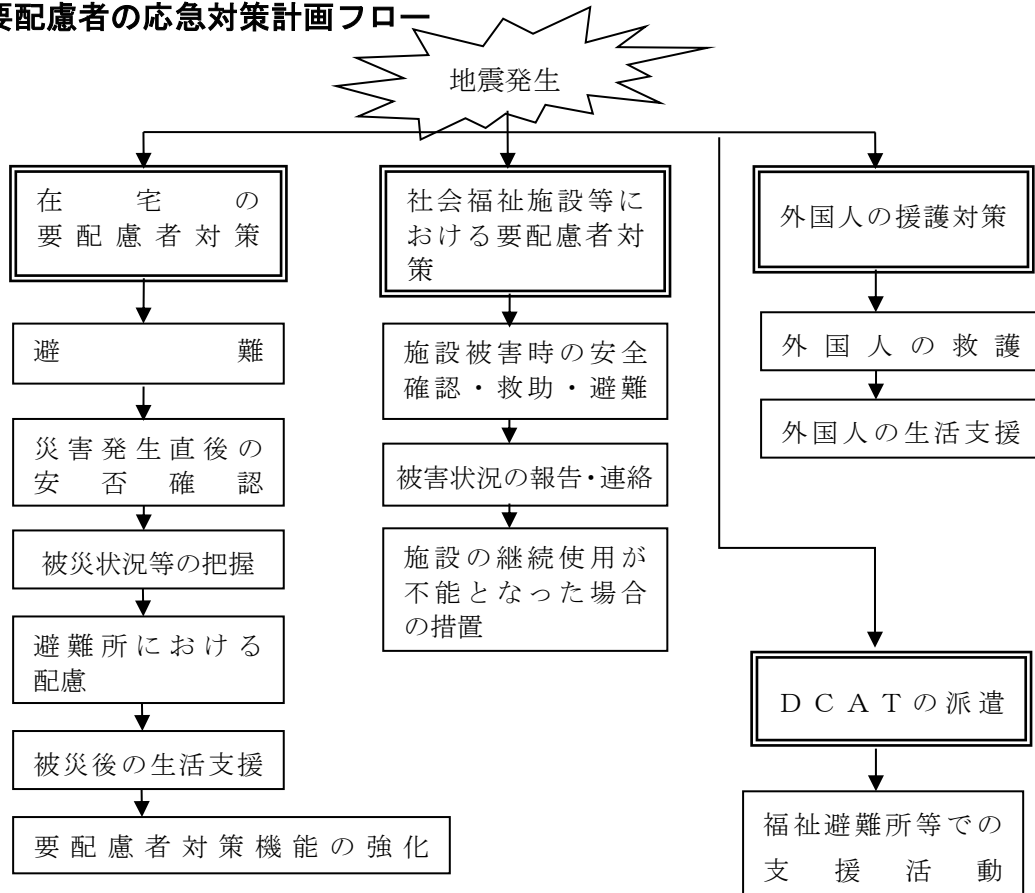 要配慮者の応急対策計画フロー
地震発生
在宅の
要配慮者対策
避難
災害発生直後の
安否確認
被災状況等の把握
避難所における
配慮
被災後の生活支援
要配慮者対策機能の強化
社会福祉施設等に
おける要配慮者対
策
施設被害時の安全
確認・救助・避難
被害状況の報告・連絡
施設の継続使用が
不能となった場合
の措置
外国人の援護対策
外国人の救護
外国人の生活支援
ＤＣＡＴの派遣
福祉避難所等での
支援活動